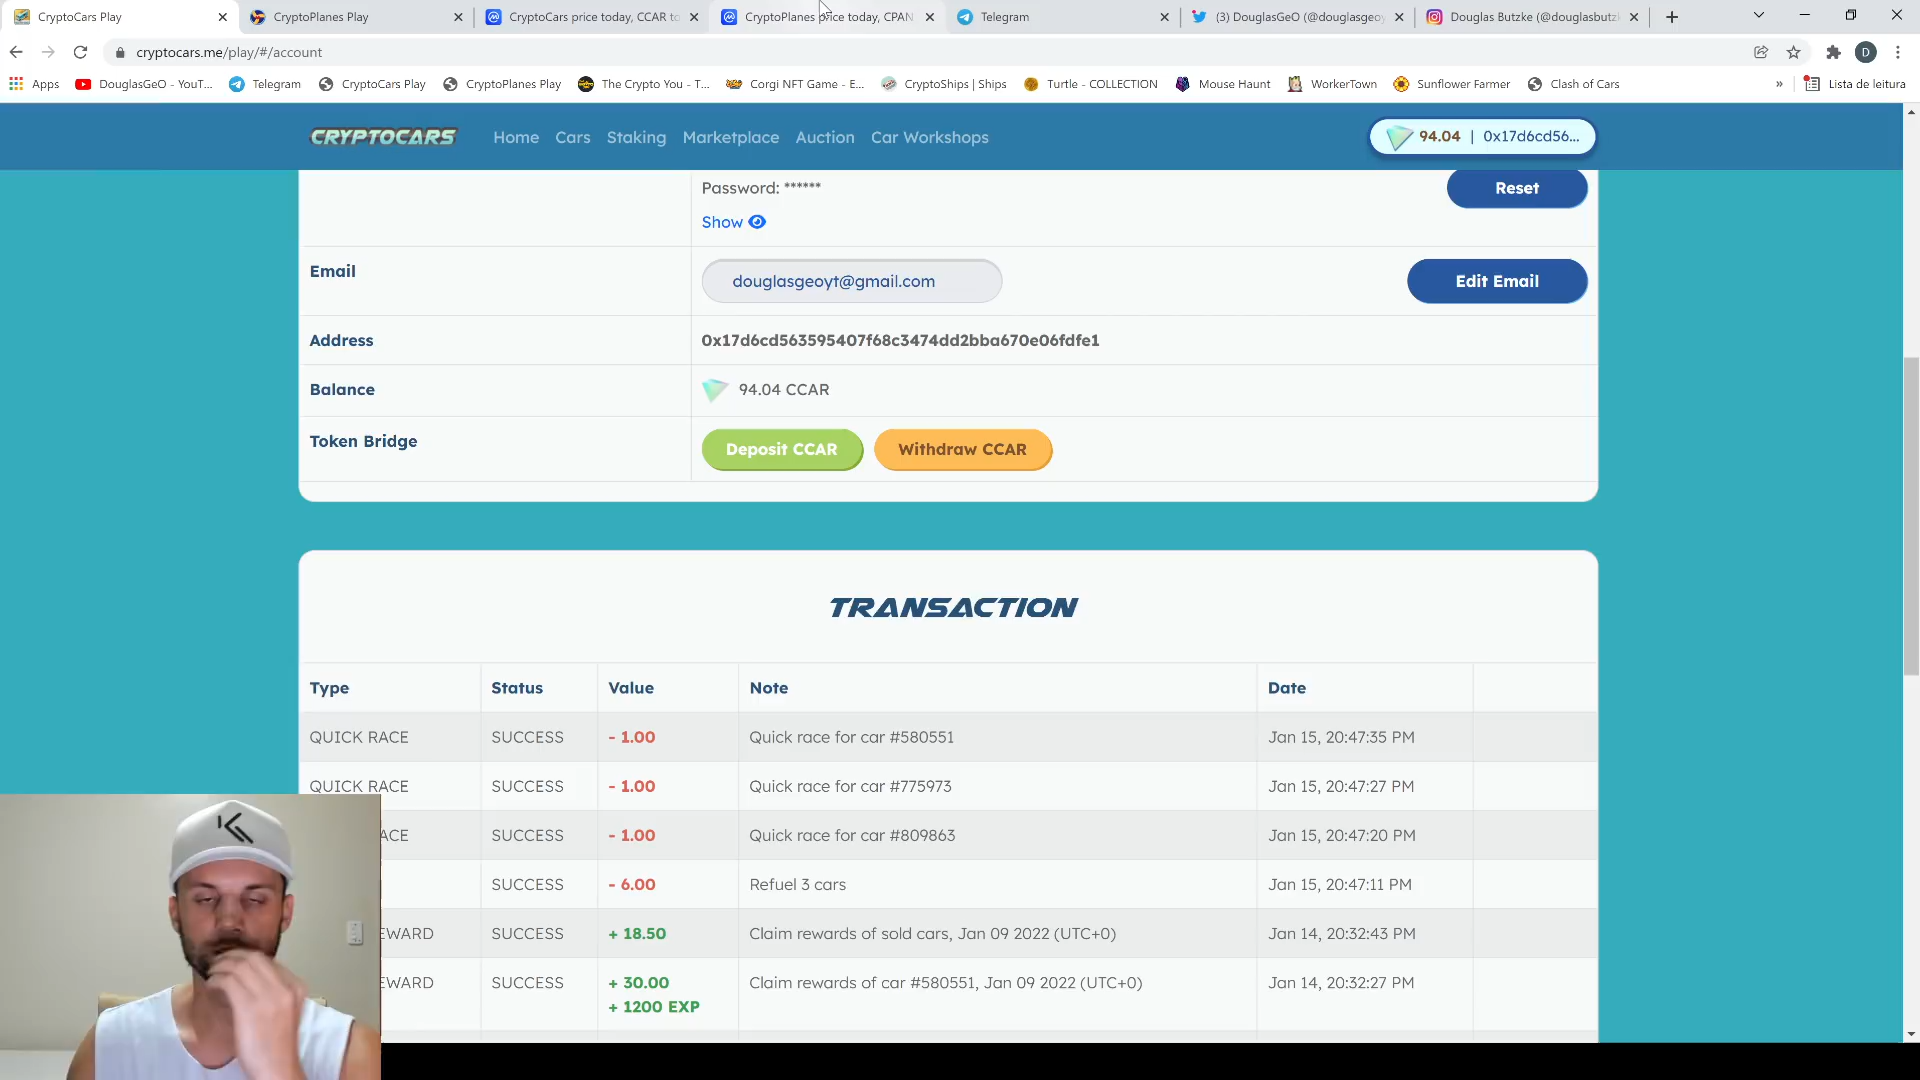 CryptoCars Play
CryptoPlanes Play
CryptoCars price today, CCAR to
CryptoPlanes price today, CPAN
Telegram
(3) DouglasGeO (@douglasgeoy
Douglas Butzke (@douglasbutz
cryptocars.me/play/#/account
D
Apps
DouglasGeO - YouT...
Telegram
CryptoCars Play
CryptoPlanes Play
The Crypto You - T...
Corgi NFT Game - E...
CryptoShips | Ships
Turtle - COLLECTION
Mouse Haunt
WorkerTown
Sunflower Farmer
Clash of Cars
»
Lista de leitura
CRYPTOCARS
Home Cars Staking Marketplace Auction Car Workshops
94.04 | 0x17d6cd56...
Password: ******
Reset
Show
Email
douglasgeoyt@gmail.com
Edit Email
Address
0x17d6cd563595407f68c3474dd2bba670e06fdfe1
Balance
94.04 CCAR
Token Bridge
Deposit CCAR
Withdraw CCAR
TRANSACTION
Type Status Value Note Date
QUICK RACE SUCCESS - 1.00 Quick race for car #580551 Jan 15, 20:47:35 PM
QUICK RACE SUCCESS - 1.00 Quick race for car #775973 Jan 15, 20:47:27 PM
ACE SUCCESS - 1.00 Quick race for car #809863 Jan 15, 20:47:20 PM
SUCCESS - 6.00 Refuel 3 cars Jan 15, 20:47:11 PM
EWARD SUCCESS + 18.50 Claim rewards of sold cars, Jan 09 2022 (UTC+0) Jan 14, 20:32:43 PM
EWARD SUCCESS + 30.00 Claim rewards of car #580551, Jan 09 2022 (UTC+0) Jan 14, 20:32:27 PM
+ 1200 EXP